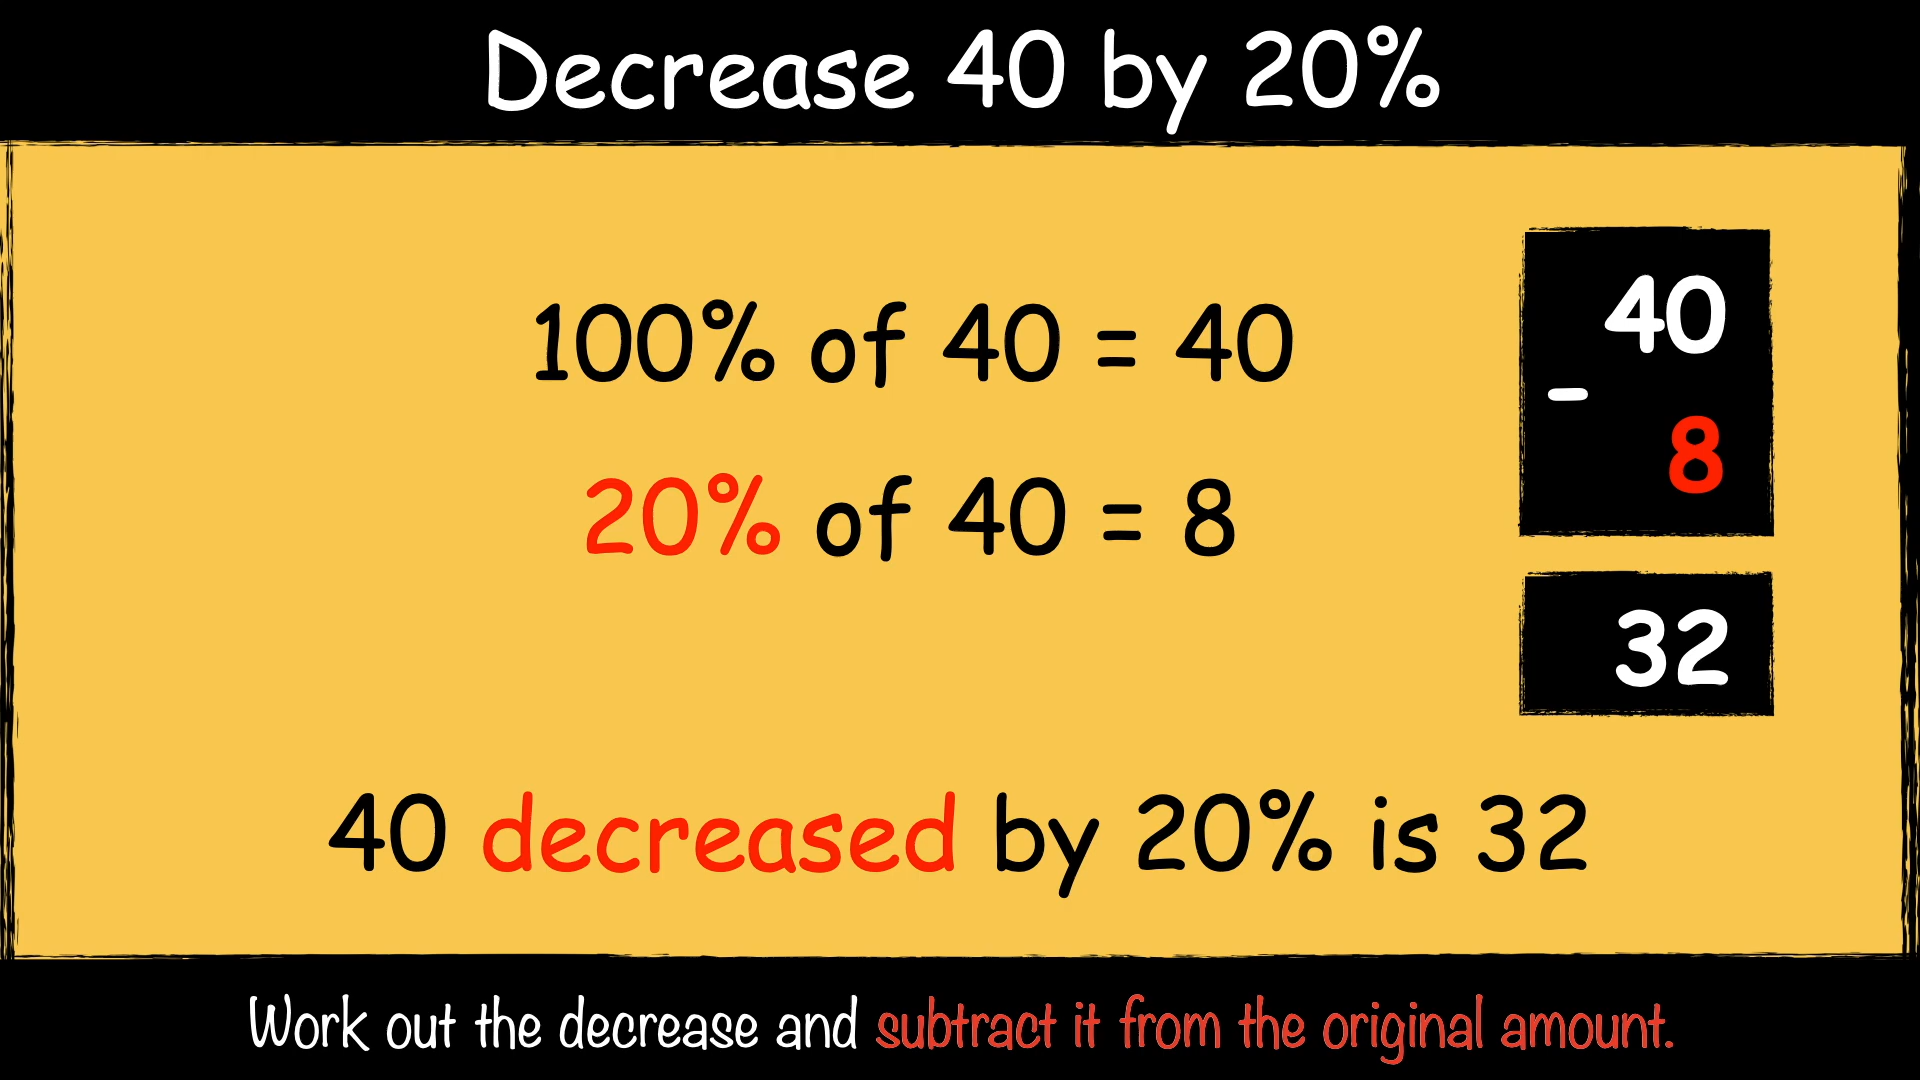 Decrease 40 by 20%
100% of 40 = 40
20% of 40 = 8
40
-
8
32
40 decreased by 20% is 32
Work out the decrease and subtract it from the original amount.